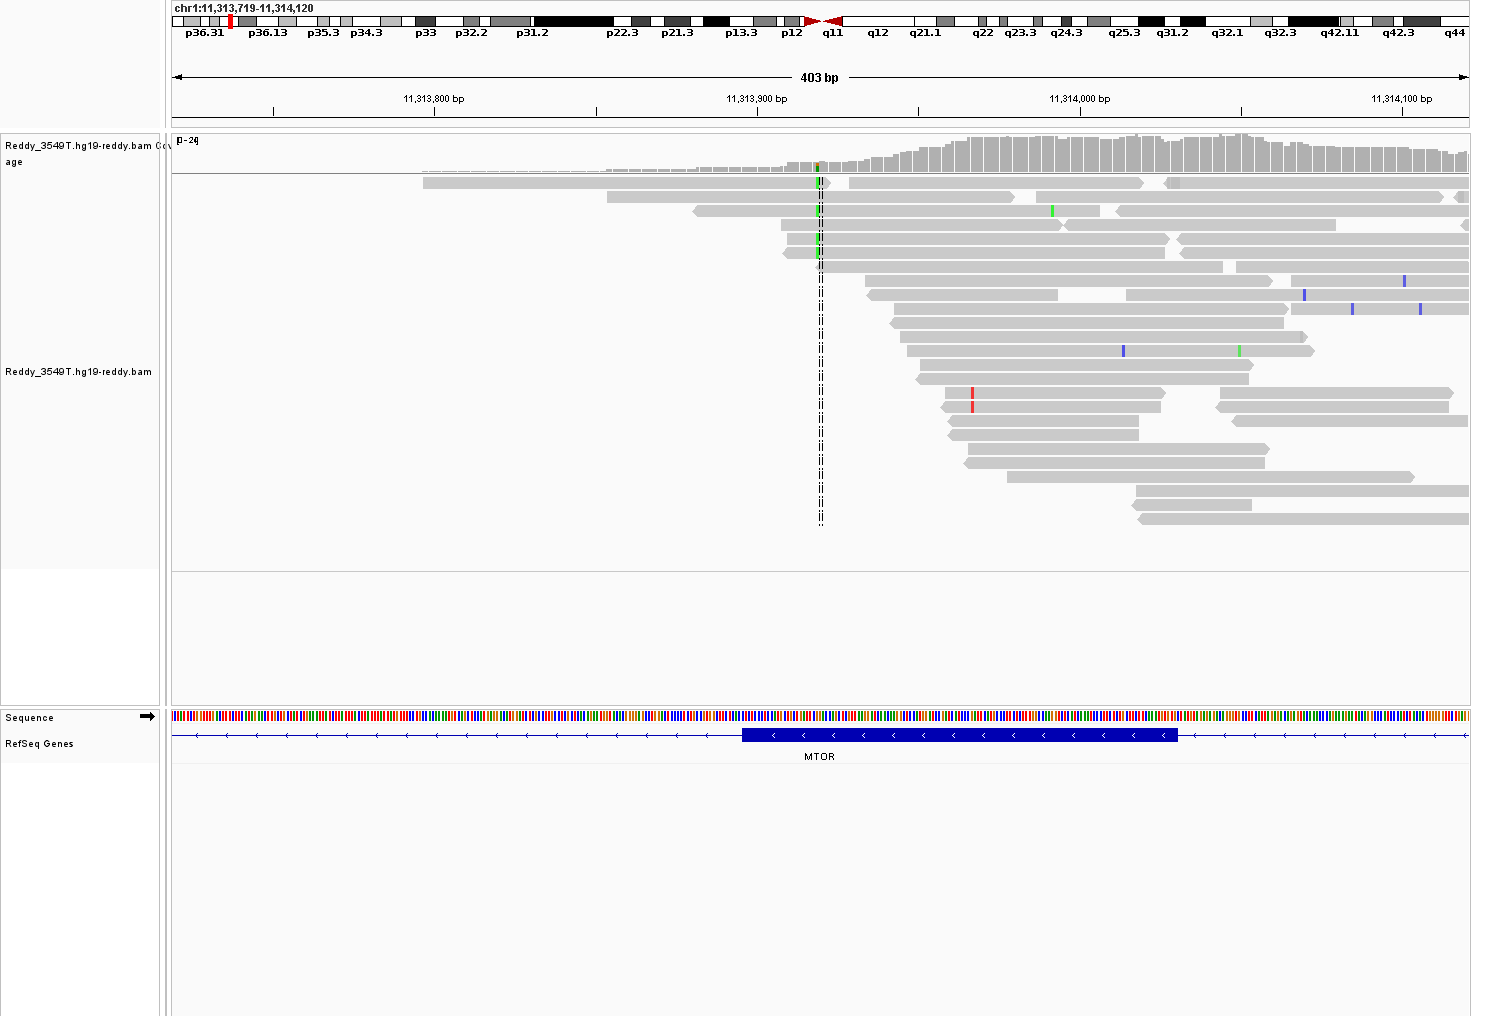 chr1:11,313,719-11,314,120
p36.31 p36.13 p35.3 p34.3 p33 p32.2 p31.2 p22.3 p21.3 p13.3 p12 q11 q12 q21.1 q22 q23.3 q24.3 q25.3 q31.2 q32.1 q32.3 q42.11 q42.3 q44
403 bp
11,313,800 bp 11,313,900 bp 11,314,000 bp 11,314,100 bp
Reddy_3549T.hg19-reddy.bam Cov
age
[0-24]
Reddy_3549T.hg19-reddy.bam
Sequence
RefSeq Genes
MTOR